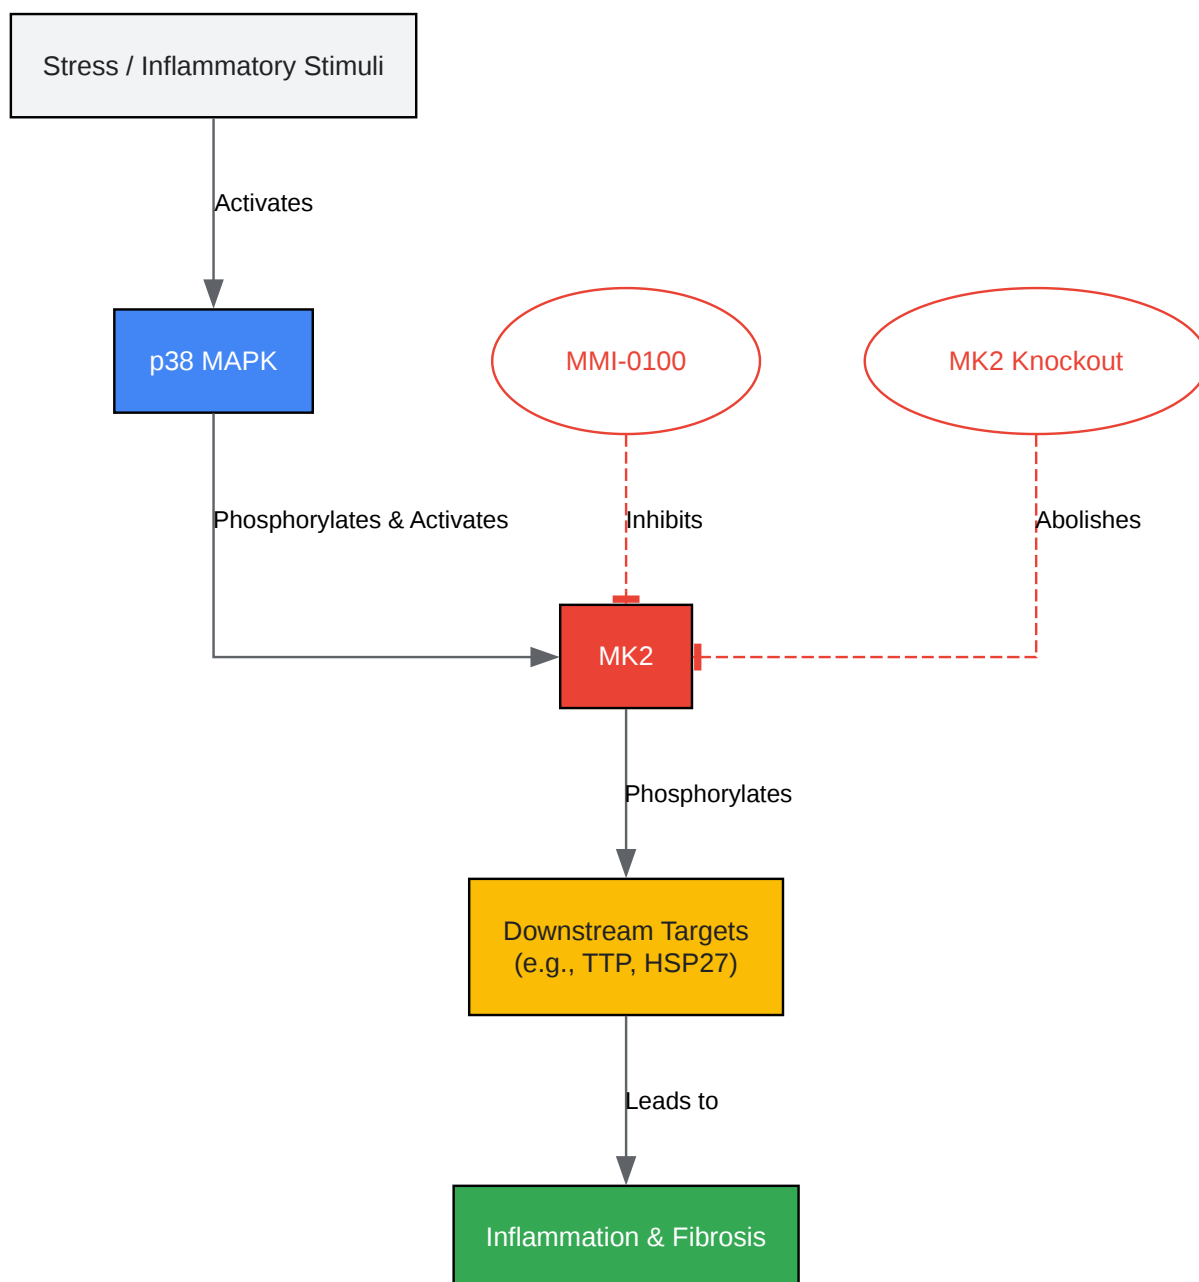 Stress / Inflammatory Stimuli
Activates
p38 MAPK
MMI-0100
MK2 Knockout
Phosphorylates & Activates
Inhibits
Abolishes
MK2
Phosphorylates
Downstream Targets
(e.g., TTP, HSP27)
Leads to
Inflammation & Fibrosis